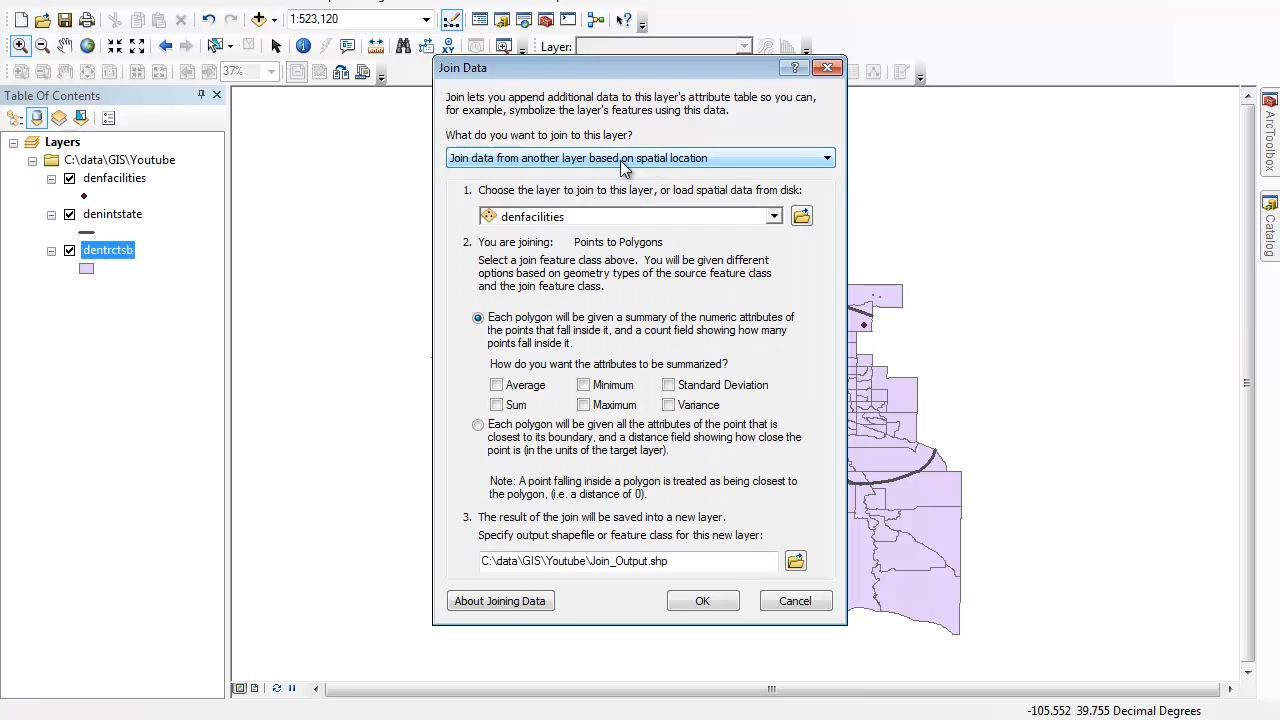 1:523,120
Layer:
37%
Table Of Contents
Layers
C:\data\GIS\Youtube
denfacilities
denintstate
dentrctsb
Join Data
Join lets you append additional data to this layer's attribute table so you can,
for example, symbolize the layer's features using this data.
What do you want to join to this layer?
Join data from another layer based on spatial location
1. Choose the layer to join to this layer, or load spatial data from disk:
denfacilities
2. You are joining: Points to Polygons
Select a join feature class above. You will be given different
options based on geometry types of the source feature class
and the join feature class.
Each polygon will be given a summary of the numeric attributes of
the points that fall inside it, and a count field showing how many
points fall inside it.
How do you want the attributes to be summarized?
Average Minimum Standard Deviation
Sum Maximum Variance
Each polygon will be given all the attributes of the point that is
closest to its boundary, and a distance field showing how close the
point is (in the units of the target layer).
Note: A point falling inside a polygon is treated as being closest to
the polygon, (i.e. a distance of 0).
3. The result of the join will be saved into a new layer.
Specify output shapefile or feature class for this new layer:
C:\data\GIS\Youtube\Join_Output.shp
About Joining Data OK Cancel
ArcToolbox
Catalog
-105.552 39.755 Decimal Degrees